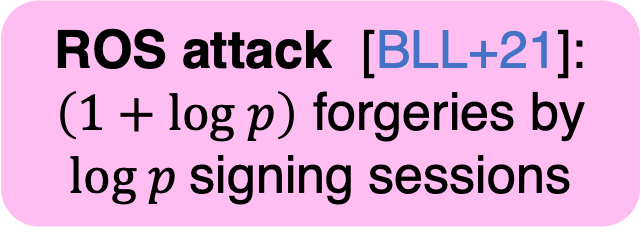 ROS attack [BLL+21]:
(1 + log p) forgeries by
log p signing sessions